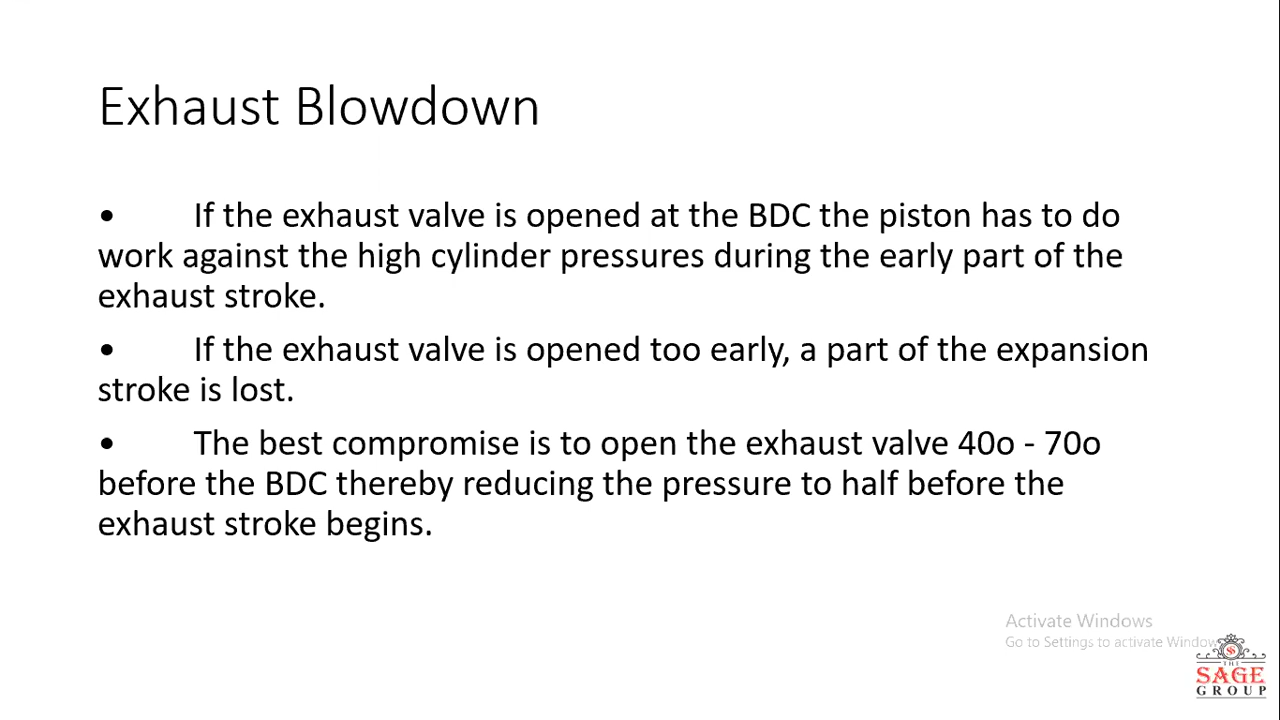 Exhaust Blowdown
• If the exhaust valve is opened at the BDC the piston has to do
work against the high cylinder pressures during the early part of the
exhaust stroke.
• If the exhaust valve is opened too early, a part of the expansion
stroke is lost.
• The best compromise is to open the exhaust valve 40o - 70o
before the BDC thereby reducing the pressure to half before the
exhaust stroke begins.
Activate Windows
Go to Settings to activate Window
THE
SAGE
GROUP